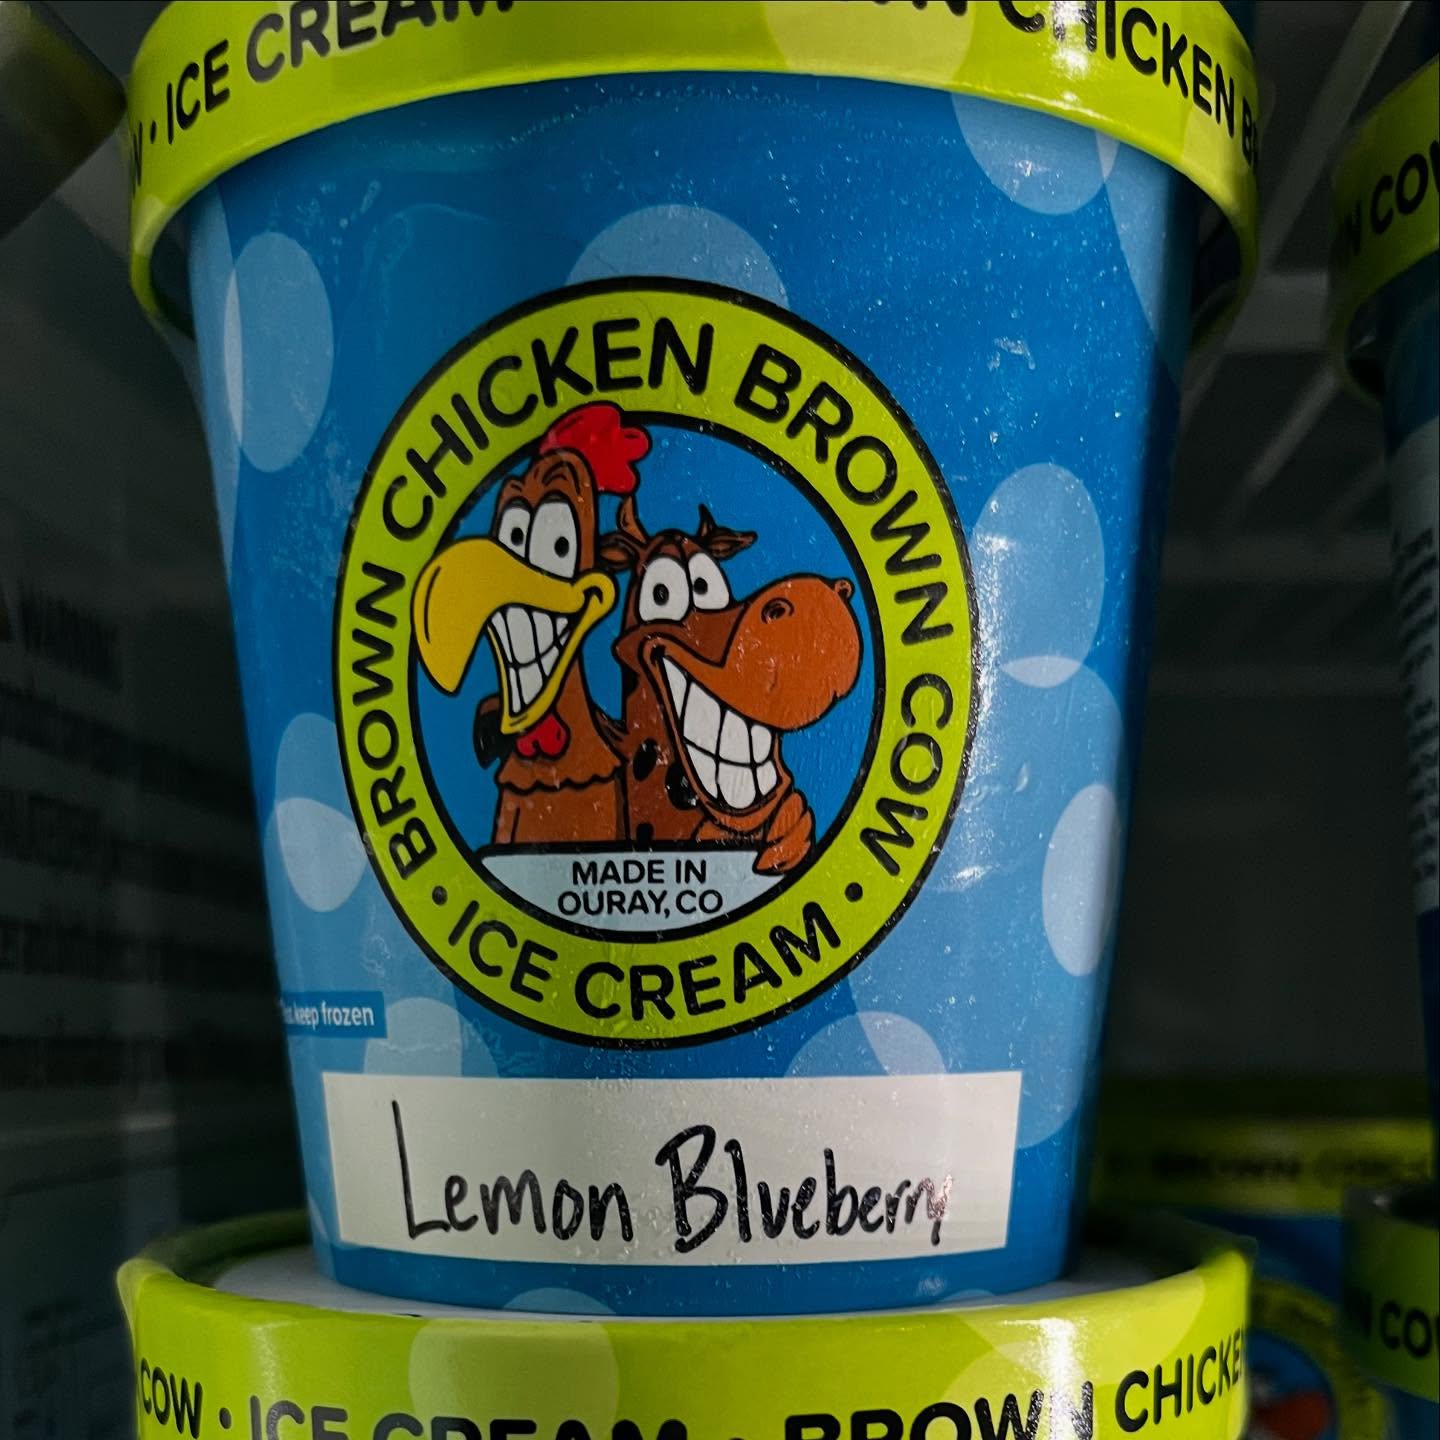 ICE CREAM
CHICKEN
BROWN CHICKEN BROWN COW
MADE IN
OURAY, CO
• ICE CREAM •
keep frozen
Lemon Blueberry
COW • ICE CREAM • BROWN CHICKEN